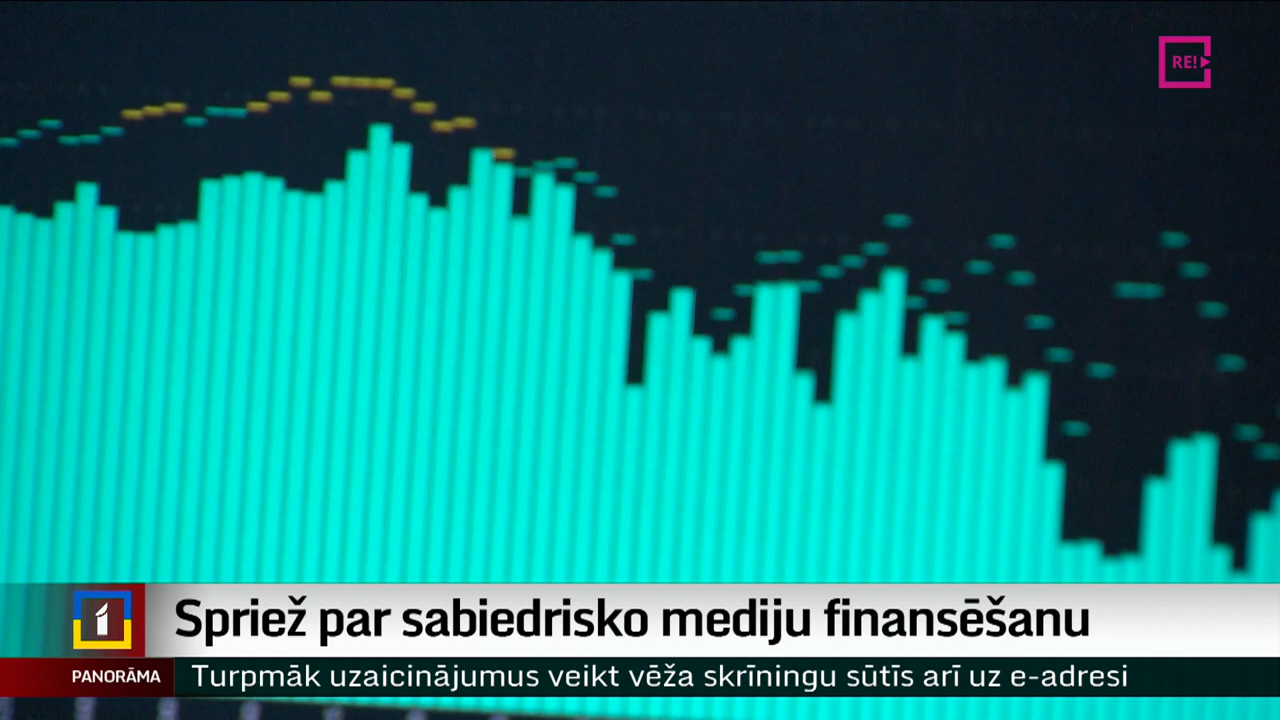 RE!
Spriež par sabiedrisko mediju finansēšanu
1
PANORĀMA
Turpmāk uzaicinājumus veikt vēža skrīningu sūtīs arī uz e-adresi